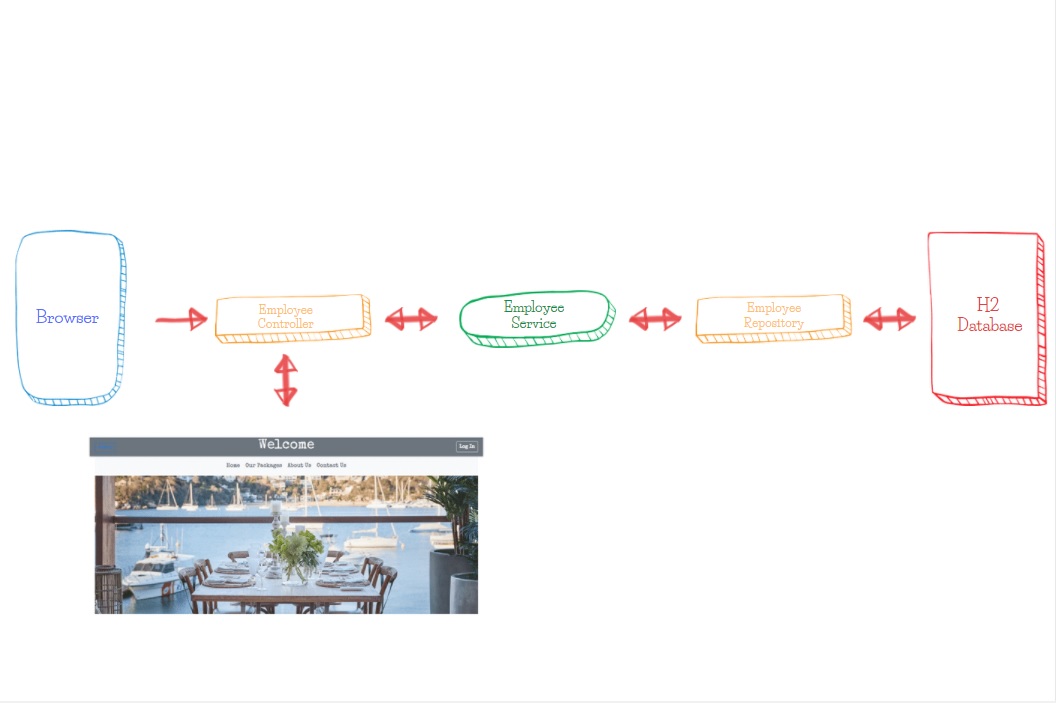 Browser
Employee
Controller
Employee
Service
Employee
Repository
H2
Database
Welcome
Log In
Home Our Packages About Us Contact Us